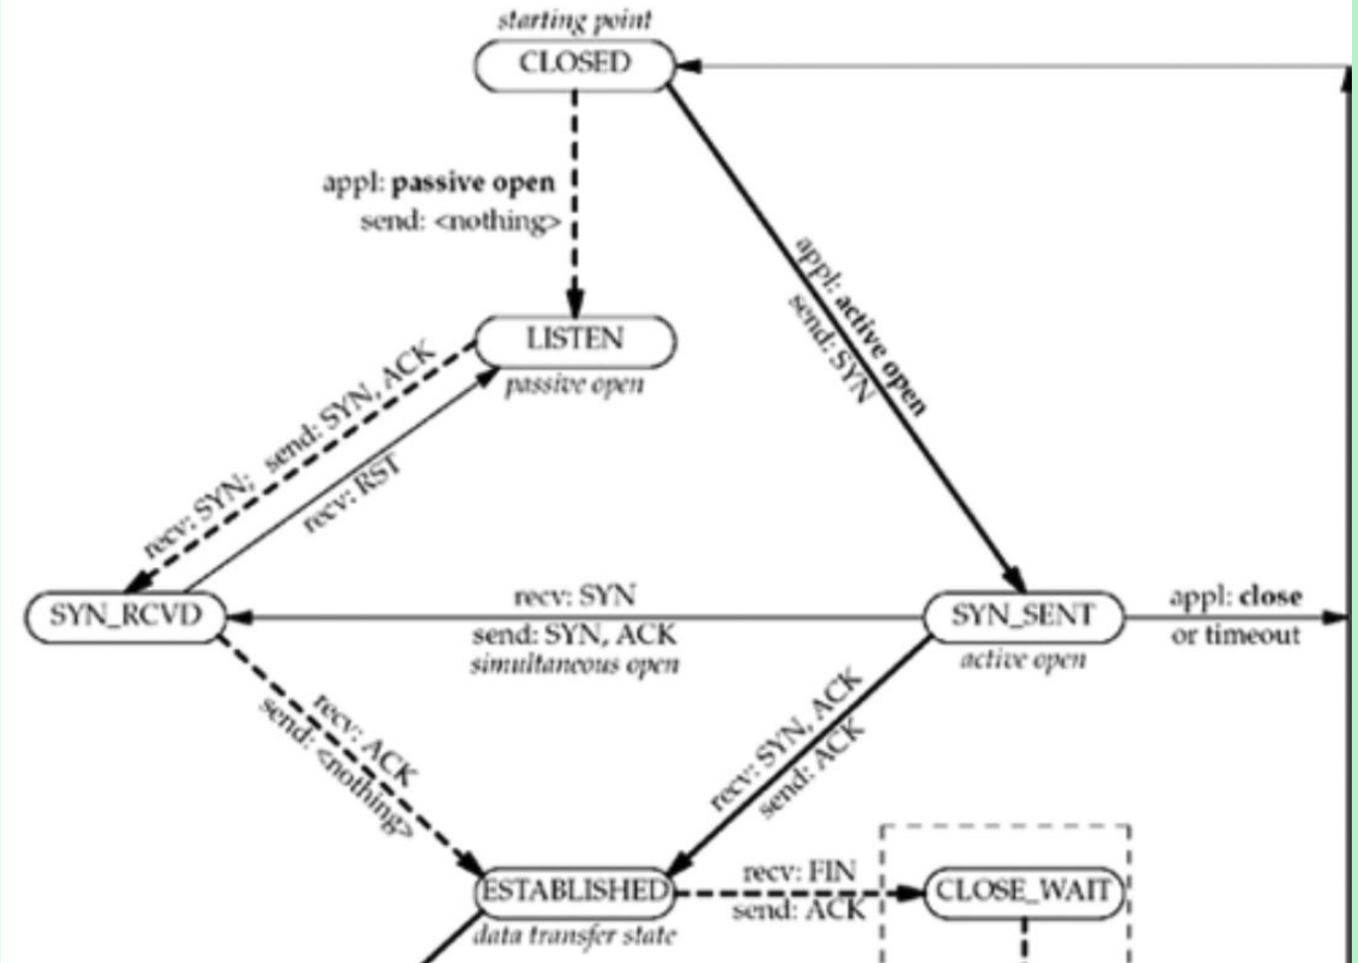 starting point
CLOSED
appl: passive open
send: <nothing>
appl: active open
send: SYN
LISTEN
passive open
recv: SYN; send: SYN, ACK
recv: RST
SYN_RCVD
recv: SYN
send: SYN, ACK
simultaneous open
SYN_SENT
active open
appl: close
or timeout
recv: ACK
send: <nothing>
recv: SYN, ACK
send: ACK
ESTABLISHED
data transfer state
recv: FIN
send: ACK
CLOSE_WAIT